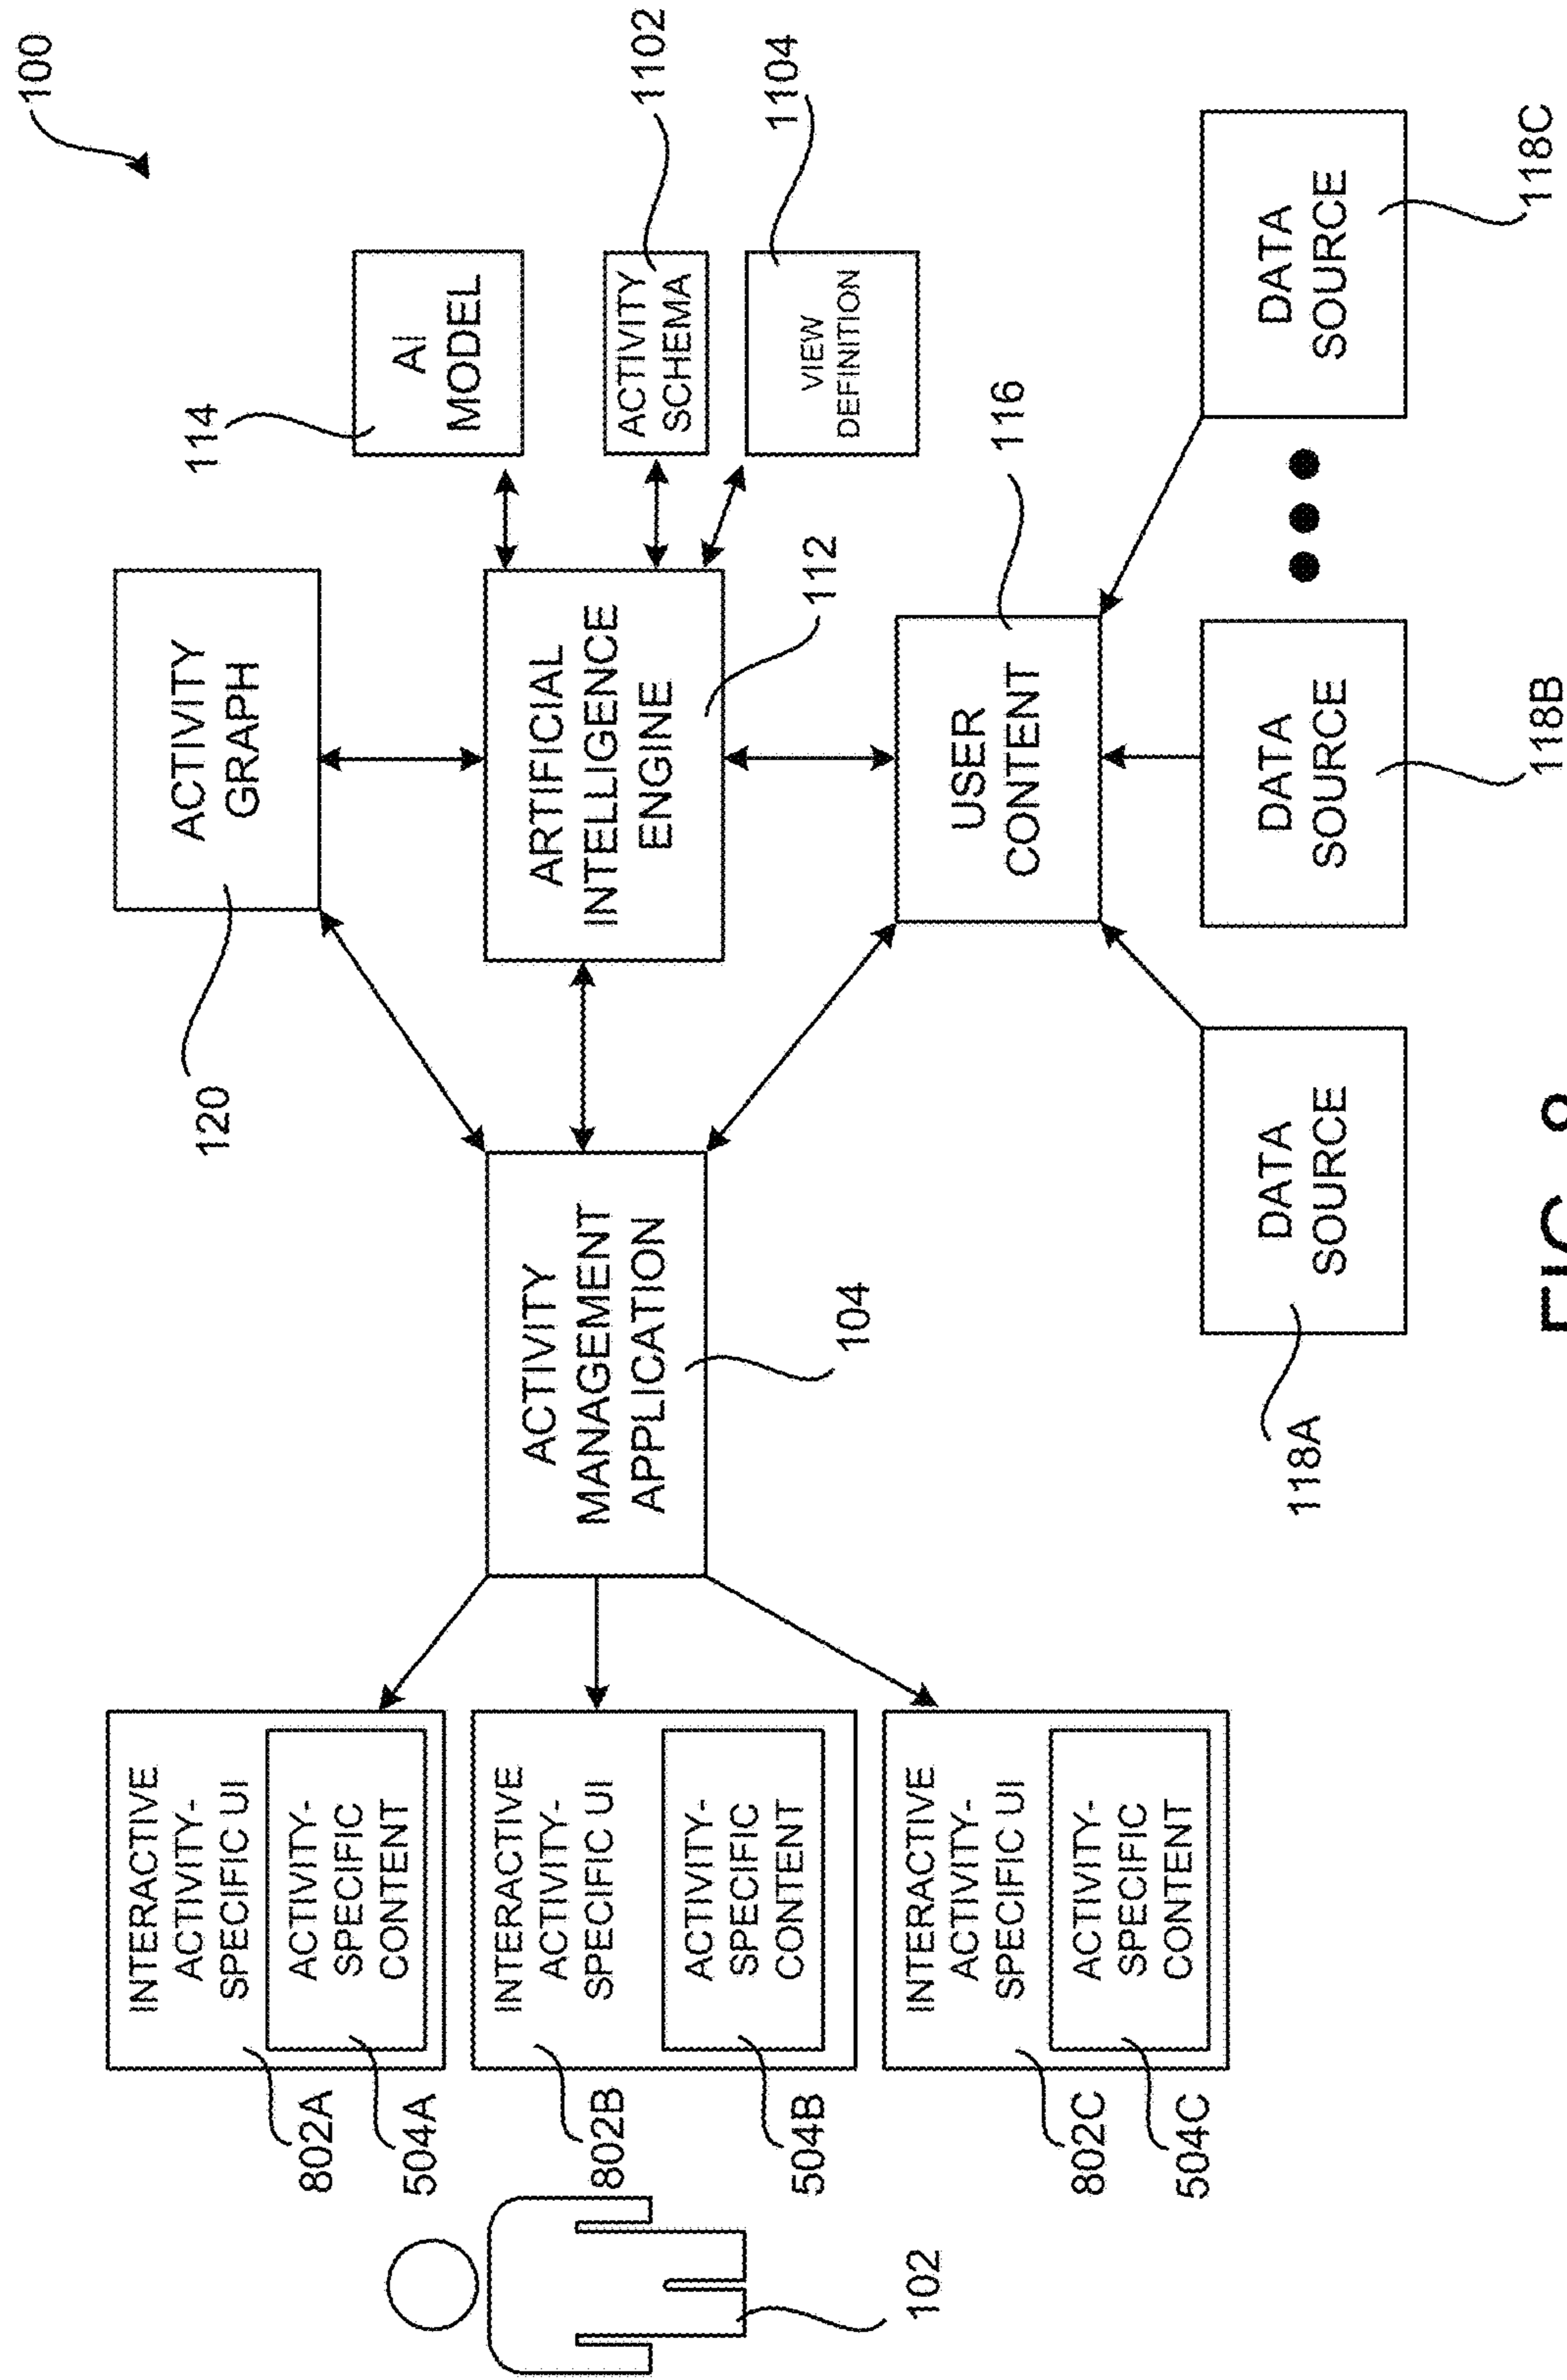 100
INTERACTIVE
ACTIVITY-
SPECIFIC UI
ACTIVITY-
SPECIFIC
CONTENT
802A
504A
INTERACTIVE
ACTIVITY-
SPECIFIC UI
ACTIVITY-
SPECIFIC
CONTENT
802B
504B
INTERACTIVE
ACTIVITY-
SPECIFIC UI
ACTIVITY-
SPECIFIC
CONTENT
802C
504C
102
ACTIVITY
MANAGEMENT
APPLICATION
104
ACTIVITY
GRAPH
120
ARTIFICIAL
INTELLIGENCE
ENGINE
112
114
AI
MODEL
ACTIVITY
SCHEMA
1102
VIEW
DEFINITION
1104
USER
CONTENT
116
DATA
SOURCE
118A
DATA
SOURCE
118B
DATA
SOURCE
118C